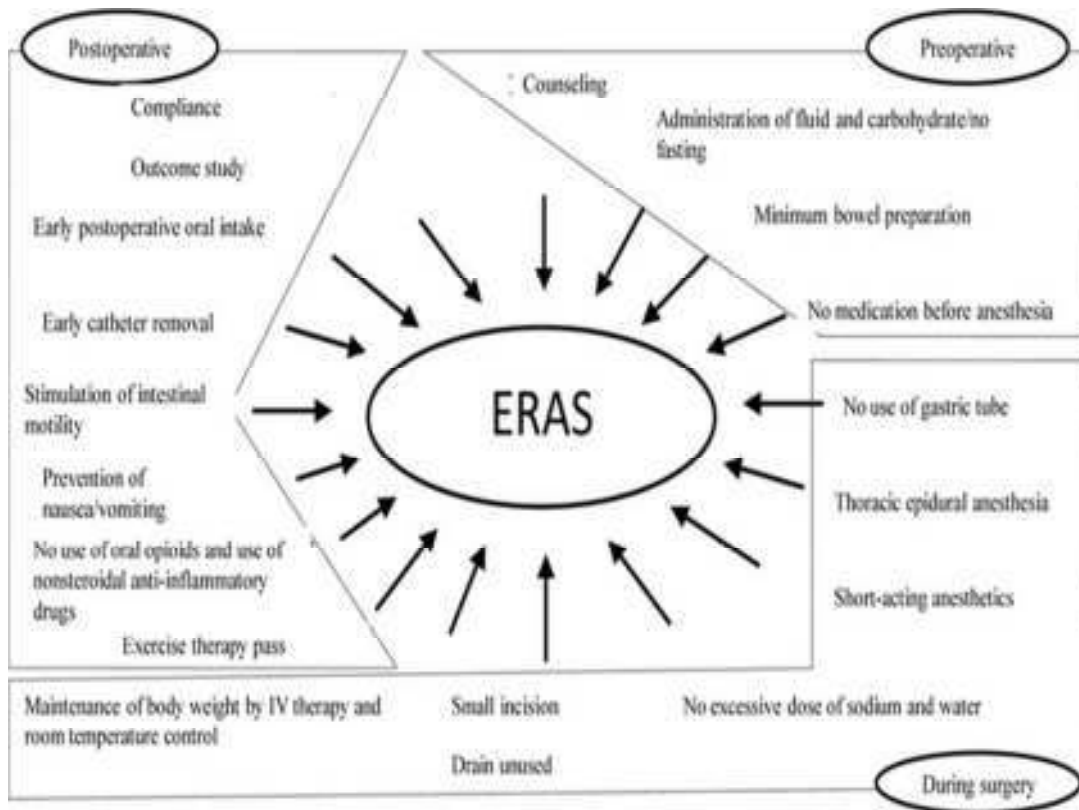 Postoperative
Compliance
Outcome study
Early postoperative oral intake
Early catheter removal
Stimulation of intestinal
motility
Prevention of
nausea/vomiting
No use of oral opioids and use of
nonsteroidal anti-inflammatory
drugs
Exercise therapy pass
Preoperative
Counseling
Administration of fluid and carbohydrate/no
fasting
Minimum bowel preparation
No medication before anesthesia
ERAS
No use of gastric tube
Thoracic epidural anesthesia
Short-acting anesthetics
Maintenance of body weight by IV therapy and
room temperature control
Small incision
Drain unused
No excessive dose of sodium and water
During surgery